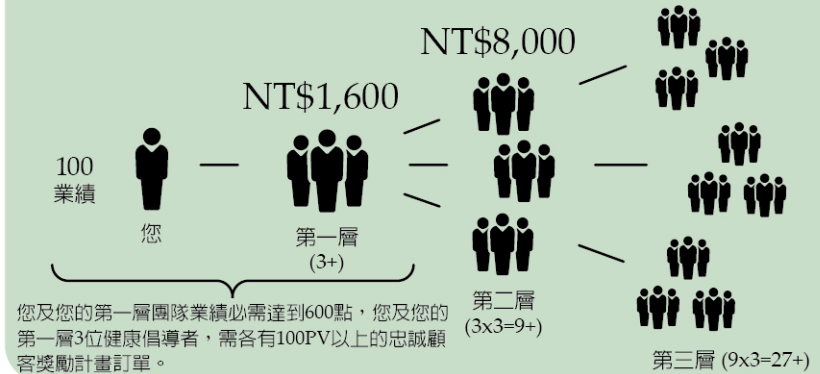 NT$8,000
NT$1,600
100
業績
您
第一層
(3+)
第二層
(3x3=9+)
第三層 (9x3=27+)
您及您的第一層團隊業績必需達到600點，您及您的
第一層3位健康倡導者，需各有100PV以上的忠誠顧
客獎勵計畫訂單。